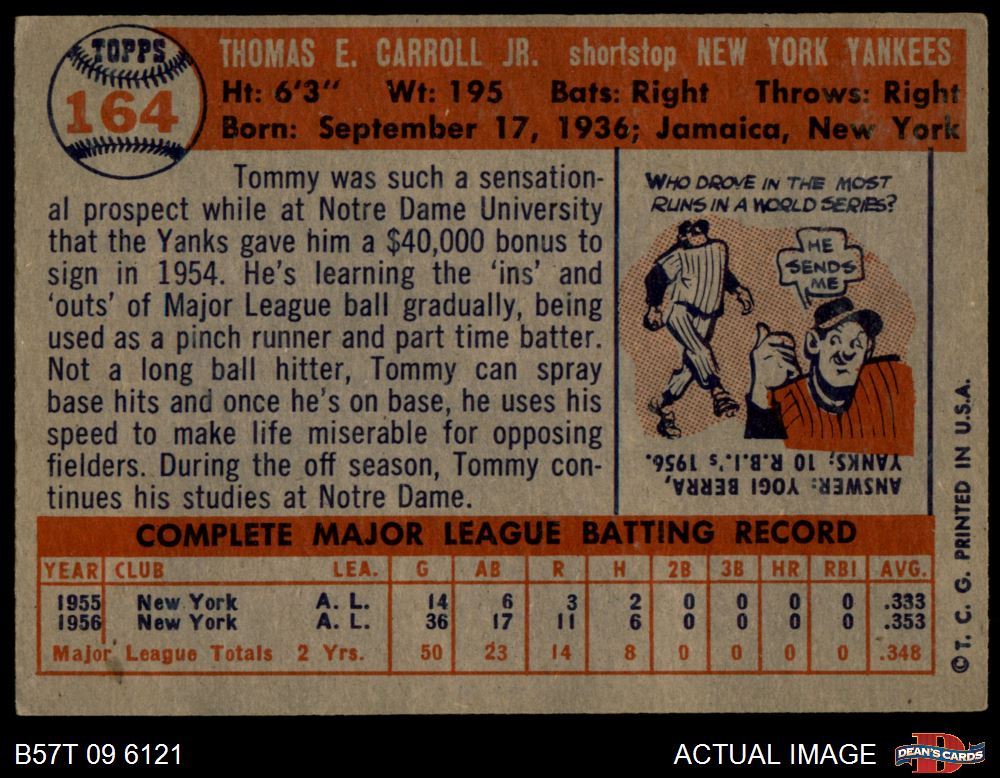 TOPPS
164
THOMAS E. CARROLL JR. shortstop NEW YORK YANKEES
Ht: 6'3" Wt: 195 Bats: Right Throws: Right
Born: September 17, 1936; Jamaica, New York
Tommy was such a sensation-
al prospect while at Notre Dame University
that the Yanks gave him a $40,000 bonus to
sign in 1954. He's learning the 'ins' and
'outs' of Major League ball gradually, being
used as a pinch runner and part time batter.
Not a long ball hitter, Tommy can spray
base hits and once he's on base, he uses his
speed to make life miserable for opposing
fielders. During the off season, Tommy con-
tinues his studies at Notre Dame.
WHO DROVE IN THE MOST
RUNS IN A WORLD SERIES?
HE
SENDS
ME
ANSWER: YOGI BERRA,
YANKS; 10 R.B.I.'s 1956.
COMPLETE MAJOR LEAGUE BATTING RECORD
YEAR CLUB LEA. G AB R H 2B 3B HR RBI AVG.
1955 New York A. L. 14 6 3 2 0 0 0 0 .333
1956 New York A. L. 36 17 11 6 0 0 0 0 .353
Major League Totals 2 Yrs. 50 23 14 8 0 0 0 0 .348
© T. C. G. PRINTED IN U.S.A.
B57T 09 6121 ACTUAL IMAGE
DEAN'S CARDS